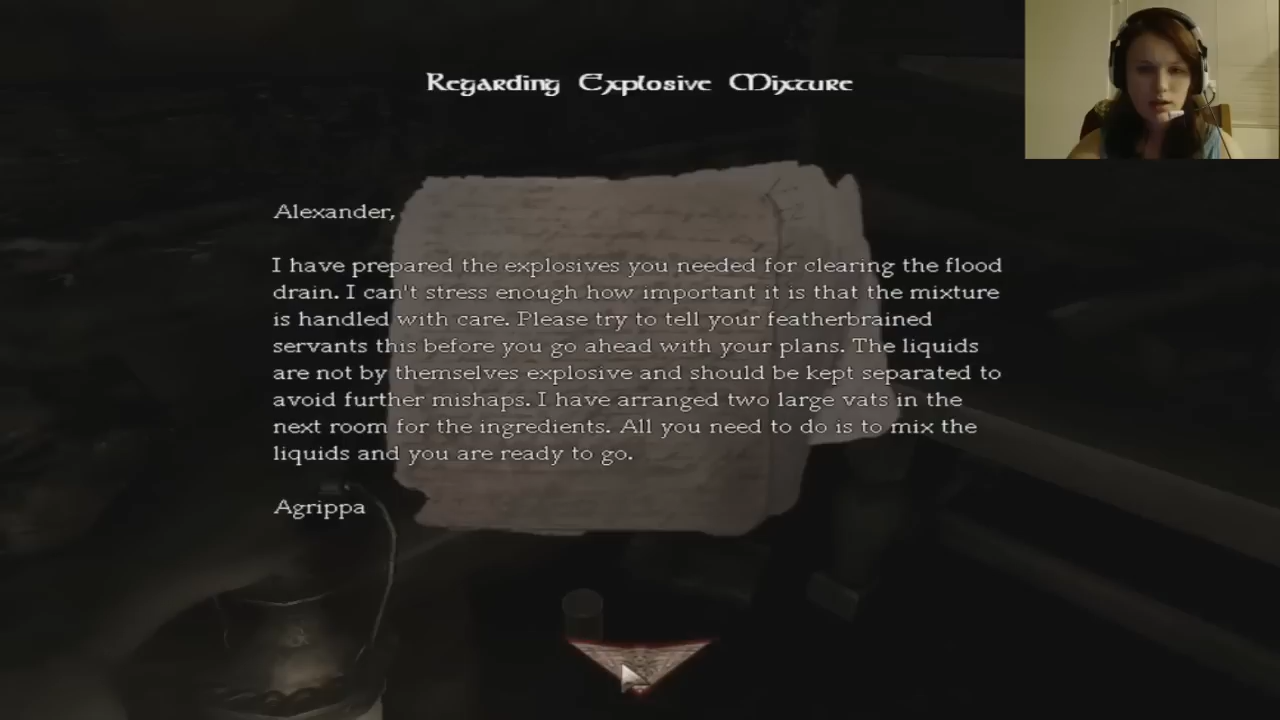 Regarding Explosive Mixture
Alexander,
I have prepared the explosives you needed for clearing the flood
drain. I can't stress enough how important it is that the mixture
is handled with care. Please try to tell your featherbrained
servants this before you go ahead with your plans. The liquids
are not by themselves explosive and should be kept separated to
avoid further mishaps. I have arranged two large vats in the
next room for the ingredients. All you need to do is to mix the
liquids and you are ready to go.
Agrippa